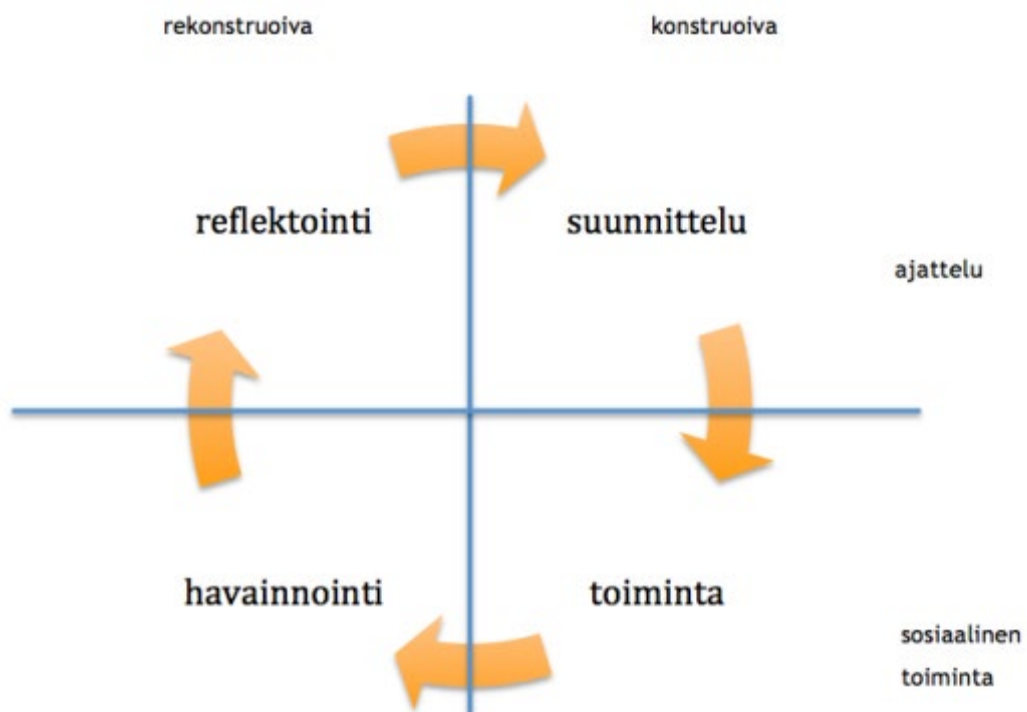 rekonstruoiva konstruoiva
reflektointi suunnittelu
ajattelu
havainnointi toiminta
sosiaalinen
toiminta